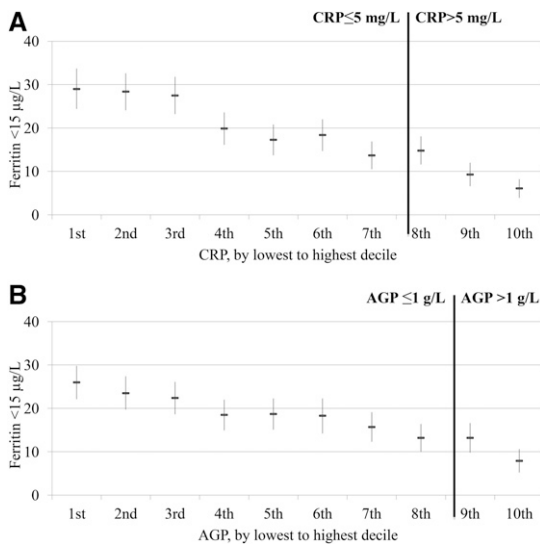 A
CRP≤5 mg/L CRP>5 mg/L
Ferritin <15 µg/L
40
30
20
10
0
1st 2nd 3rd 4th 5th 6th 7th 8th 9th 10th
CRP, by lowest to highest decile
B
AGP ≤1 g/L AGP >1 g/L
Ferritin <15 µg/L
40
30
20
10
0
1st 2nd 3rd 4th 5th 6th 7th 8th 9th 10th
AGP, by lowest to highest decile